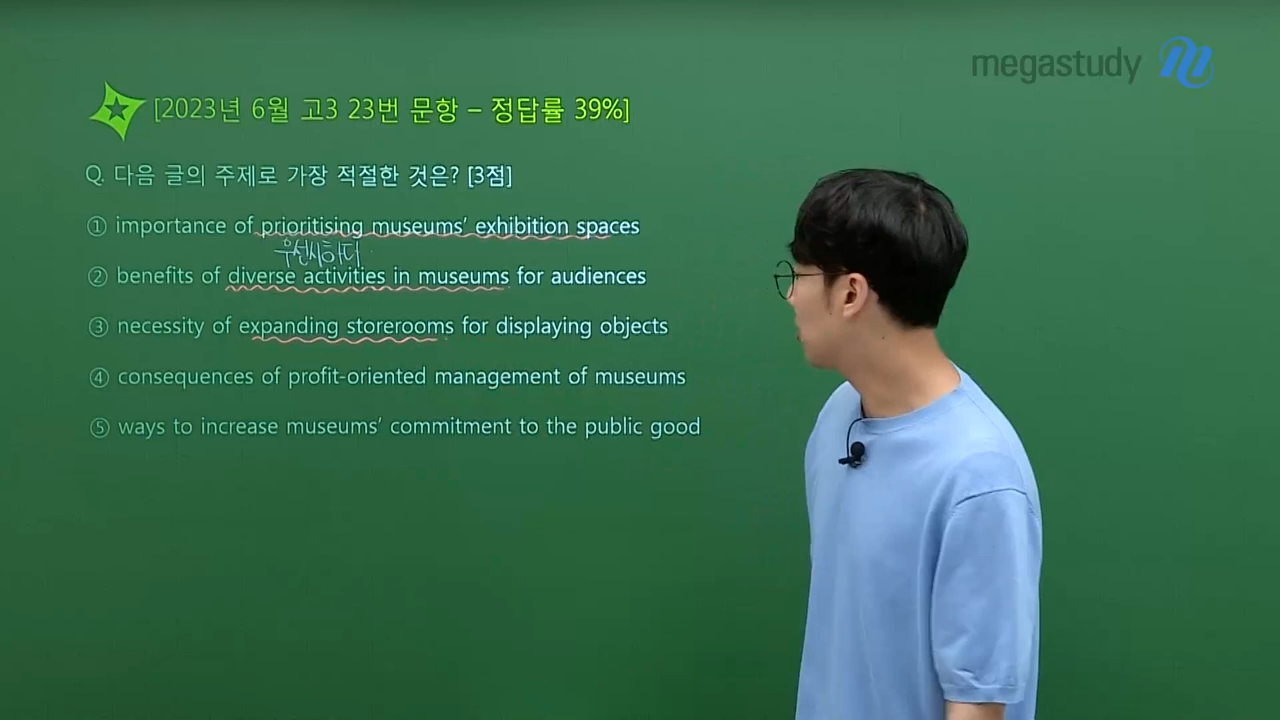 megastudy
[2023년 6월 고3 23번 문항 – 정답률 39%]
Q. 다음 글의 주제로 가장 적절한 것은? [3점]
① importance of prioritising museums’ exhibition spaces
우선시하다
② benefits of diverse activities in museums for audiences
③ necessity of expanding storerooms for displaying objects
④ consequences of profit-oriented management of museums
⑤ ways to increase museums’ commitment to the public good